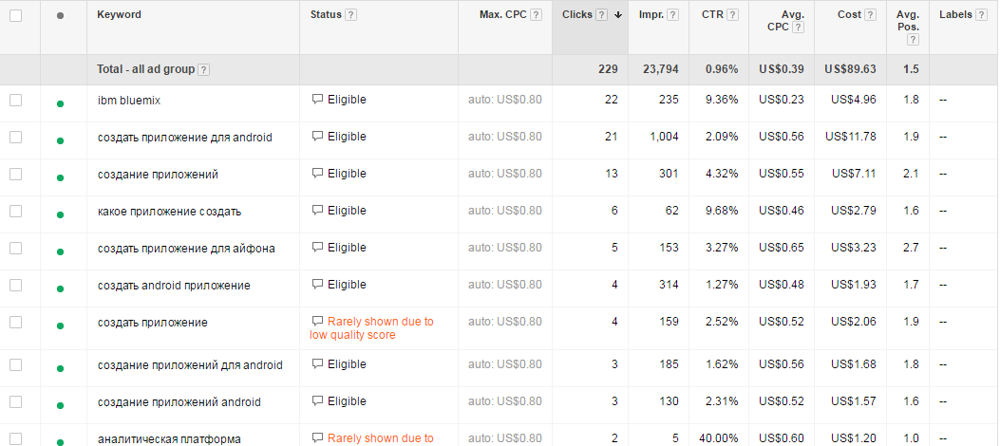 Keyword Status ? Max. CPC ? Clicks ? Impr. ? CTR ? Avg. CPC ? Cost ? Avg. Pos. ? Labels ?
Total - all ad group ? 229 23,794 0.96% US$0.39 US$89.63 1.5
ibm bluemix Eligible auto: US$0.80 22 235 9.36% US$0.23 US$4.96 1.8 --
создать приложение для android Eligible auto: US$0.80 21 1,004 2.09% US$0.56 US$11.78 1.9 --
создание приложений Eligible auto: US$0.80 13 301 4.32% US$0.55 US$7.11 2.1 --
какое приложение создать Eligible auto: US$0.80 6 62 9.68% US$0.46 US$2.79 1.6 --
создать приложение для айфона Eligible auto: US$0.80 5 153 3.27% US$0.65 US$3.23 2.7 --
создать android приложение Eligible auto: US$0.80 4 314 1.27% US$0.48 US$1.93 1.7 --
создать приложение Rarely shown due to low quality score auto: US$0.80 4 159 2.52% US$0.52 US$2.06 1.9 --
создание приложений для android Eligible auto: US$0.80 3 185 1.62% US$0.56 US$1.68 1.8 --
создание приложений android Eligible auto: US$0.80 3 130 2.31% US$0.52 US$1.57 1.6 --
аналитическая платформа Rarely shown due to auto: US$0.80 2 5 40.00% US$0.60 US$1.20 1.0 --